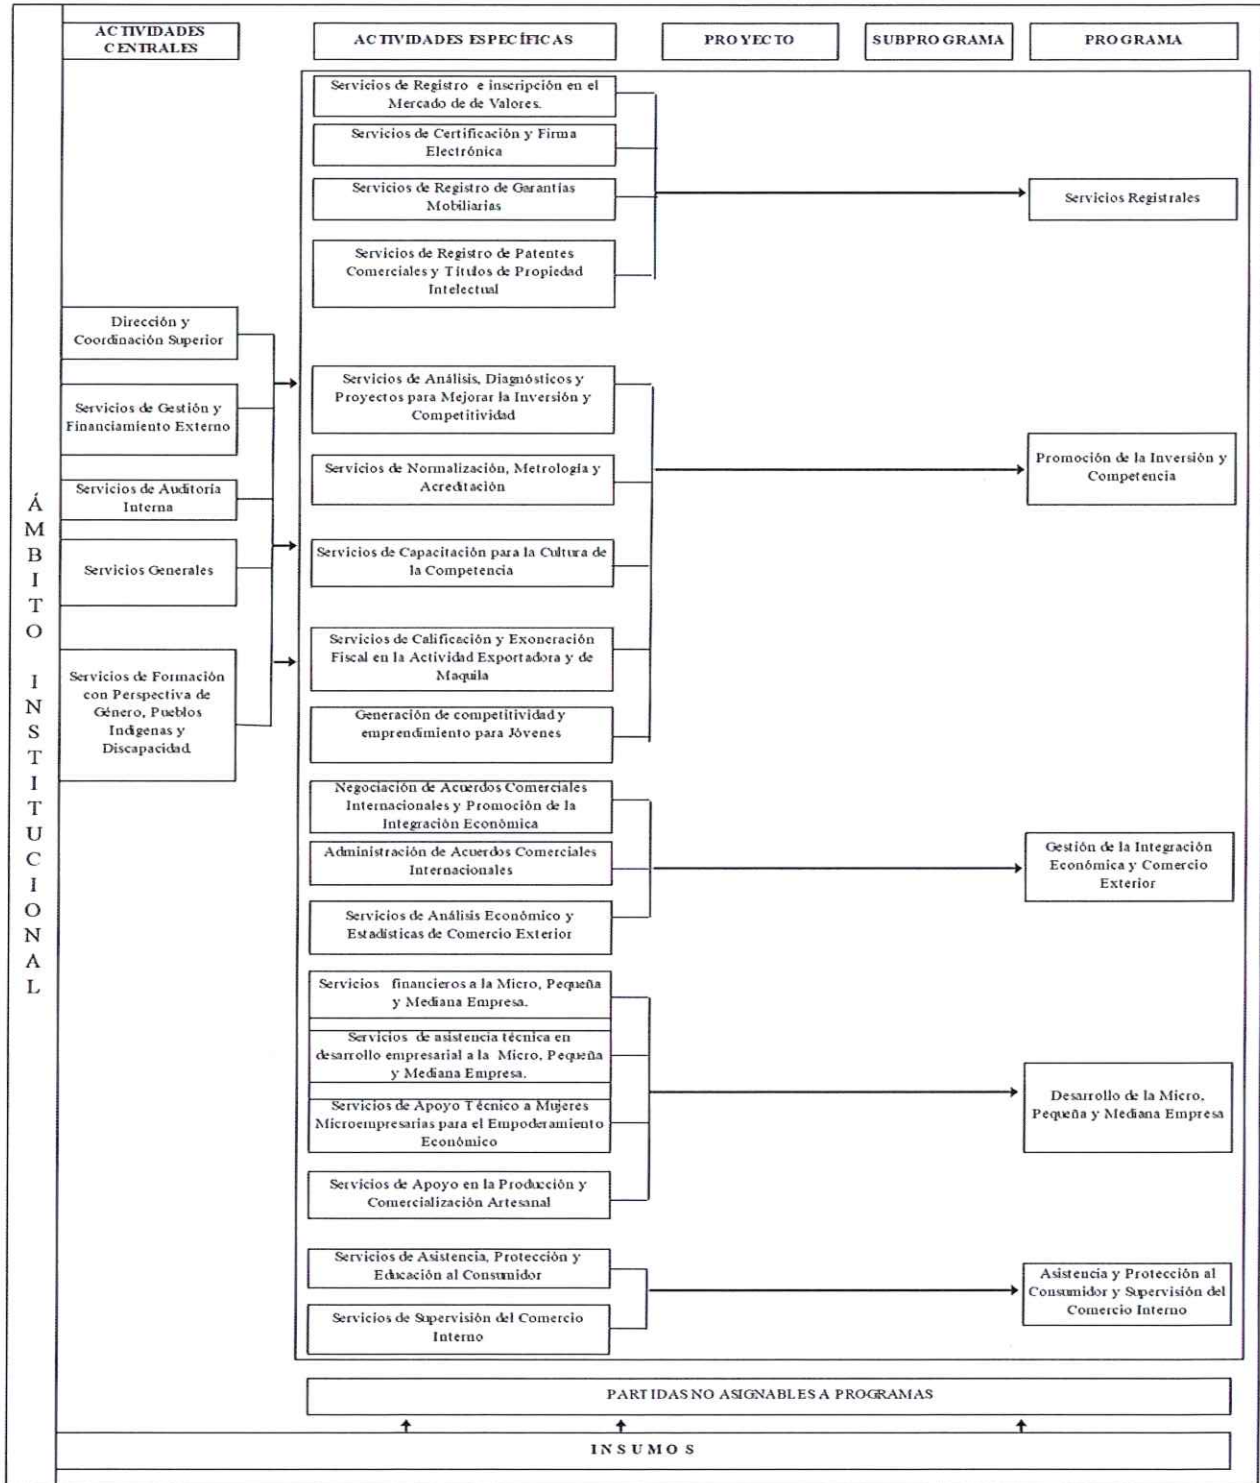 ACTIVIDADES
CENTRALES
ACTIVIDADES ESPECÍFICAS
PROYECTO
SUBPROGRAMA
PROGRAMA
ÁMBITO INSTITUCIONAL
Dirección y
Coordinación Superior
Servicios de Gestión y
Financiamiento Externo
Servicios de Auditoría
Interna
Servicios Generales
Servicios de Formación
con Perspectiva de
Género, Pueblos
Indígenas y
Discapacidad.
Servicios de Registro e inscripción en el
Mercado de de Valores.
Servicios de Certificación y Firma
Electrónica
Servicios de Registro de Garantías
Mobiliarias
Servicios de Registro de Patentes
Comerciales y Títulos de Propiedad
Intelectual
Servicios Registrales
Servicios de Análisis, Diagnósticos y
Proyectos para Mejorar la Inversión y
Competitividad
Servicios de Normalización, Metrología y
Acreditación
Servicios de Capacitación para la Cultura de
la Competencia
Servicios de Calificación y Exoneración
Fiscal en la Actividad Exportadora y de
Maquila
Generación de competitividad y
emprendimiento para Jóvenes
Promoción de la Inversión y
Competencia
Negociación de Acuerdos Comerciales
Internacionales y Promoción de la
Integración Económica
Administración de Acuerdos Comerciales
Internacionales
Servicios de Análisis Económico y
Estadísticas de Comercio Exterior
Gestión de la Integración
Económica y Comercio
Exterior
Servicios financieros a la Micro, Pequeña
y Mediana Empresa.
Servicios de asistencia técnica en
desarrollo empresarial a la Micro, Pequeña
y Mediana Empresa.
Servicios de Apoyo Técnico a Mujeres
Microempresarias para el Empoderamiento
Económico
Servicios de Apoyo en la Producción y
Comercialización Artesanal
Desarrollo de la Micro,
Pequeña y Mediana Empresa
Servicios de Asistencia, Protección y
Educación al Consumidor
Servicios de Supervisión del Comercio
Interno
Asistencia y Protección al
Consumidor y Supervisión del
Comercio Interno
PARTIDAS NO ASIGNABLES A PROGRAMAS
INSUMOS